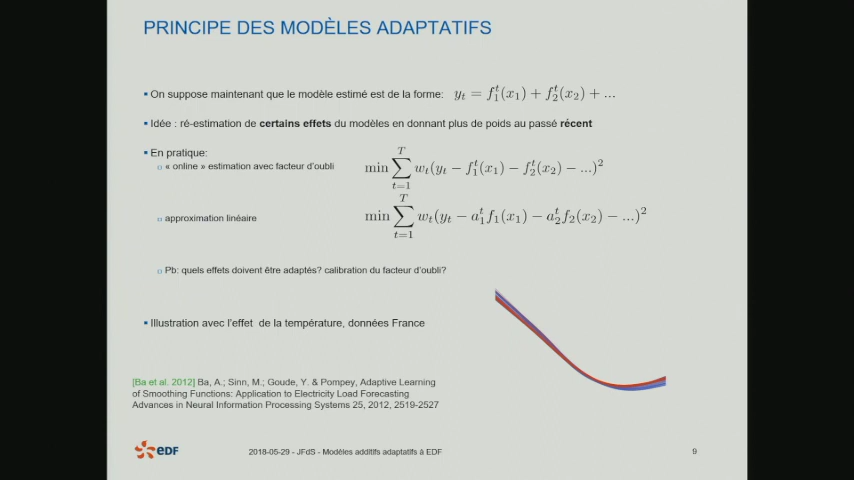 PRINCIPE DES MODÈLES ADAPTATIFS
▪ On suppose maintenant que le modèle estimé est de la forme: $y_t = f_1^t(x_1) + f_2^t(x_2) + ...$
▪ Idée : ré-estimation de certains effets du modèles en donnant plus de poids au passé récent
▪ En pratique:
o « online » estimation avec facteur d'oubli $\min \sum_{t=1}^{T} w_t(y_t - f_1^t(x_1) - f_2^t(x_2) - ...)^2$
o approximation linéaire $\min \sum_{t=1}^{T} w_t(y_t - a_1^t f_1(x_1) - a_2^t f_2(x_2) - ...)^2$
o Pb: quels effets doivent être adaptés? calibration du facteur d'oubli?
▪ Illustration avec l'effet de la température, données France
[Ba et al. 2012] Ba, A.; Sinn, M.; Goude, Y. & Pompey, Adaptive Learning
of Smoothing Functions: Application to Electricity Load Forecasting
Advances in Neural Information Processing Systems 25, 2012, 2519-2527
EDF
2018-05-29 - JFdS - Modèles additifs adaptatifs à EDF
9